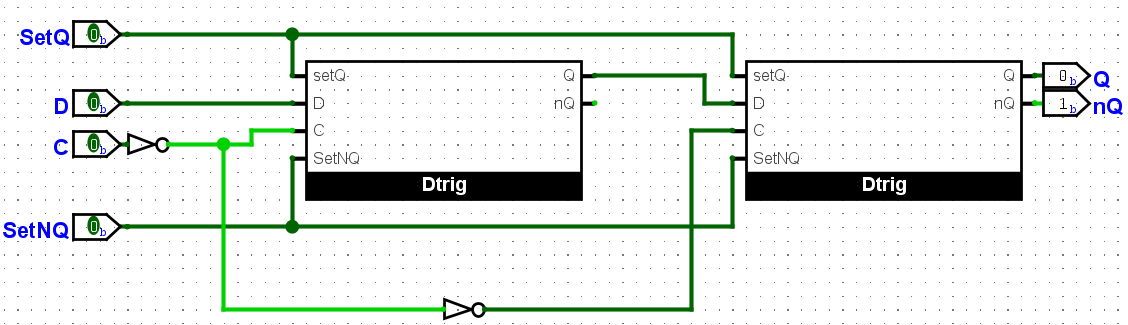 SetQ 0b
D 0b
C 0b
SetNQ 0b
setQ Q
D nQ
C
SetNQ
Dtrig
setQ Q
D nQ
C
SetNQ
Dtrig
0b Q
1b nQ